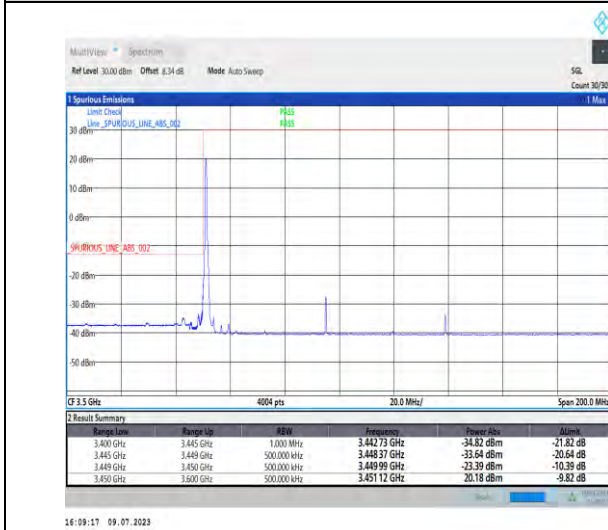 MultiView Spectrum
Ref Level 30.00 dBm Offset 8.34 dB Mode Auto Sweep SGL
Count 30/30
1 Spurious Emissions 1 Max
Limit Check PASS
Line _SPURIOUS_LINE_ABS_002 PASS
30 dBm
20 dBm
10 dBm
0 dBm
_SPURIOUS_LINE_ABS_002
-20 dBm
-30 dBm
-40 dBm
-50 dBm
CF 3.5 GHz 4004 pts 20.0 MHz/ Span 200.0 MHz
2 Result Summary
Range Low Range Up RBW Frequency Power Abs ΔLimit
3.400 GHz 3.445 GHz 1.000 MHz 3.442 73 GHz -34.82 dBm -21.82 dB
3.445 GHz 3.449 GHz 500.000 kHz 3.448 37 GHz -33.64 dBm -20.64 dB
3.449 GHz 3.450 GHz 500.000 kHz 3.449 99 GHz -23.39 dBm -10.39 dB
3.450 GHz 3.600 GHz 500.000 kHz 3.451 12 GHz 20.18 dBm -9.82 dB
16:09:17 09.07.2023